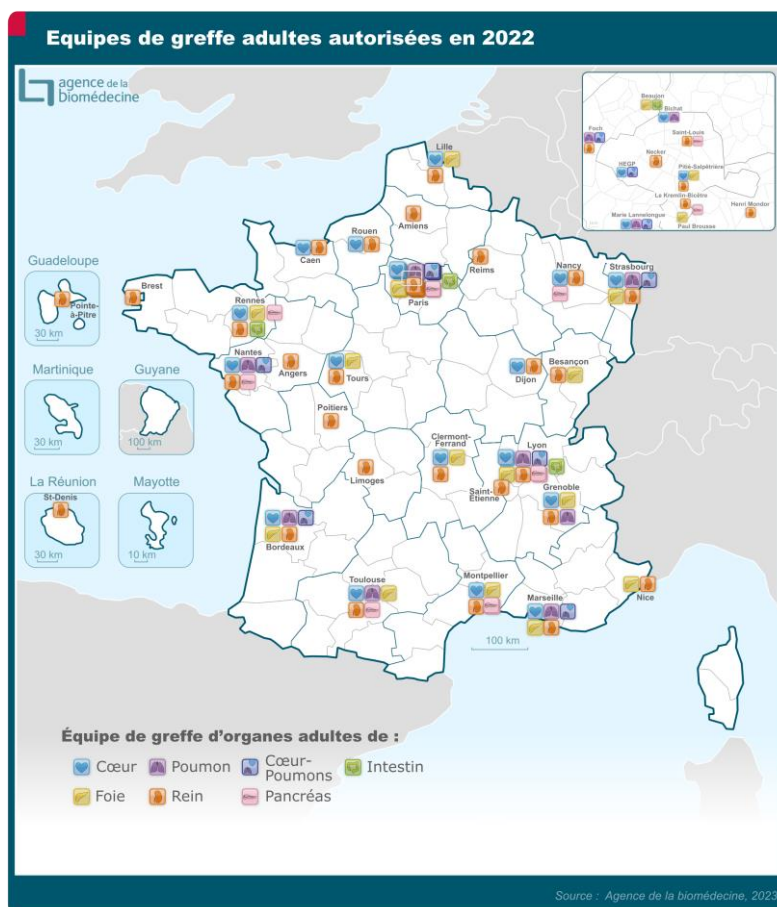 Equipes de greffe adultes autorisées en 2022
agence de la
biomédecine
Beaujon
Bichat
Foch
Saint-Louis
Necker
HEGP
Pitié-Salpêtrière
Le Kremlin-Bicêtre
Henri Mondor
Marie Lannelongue
Paul Brousse
Lille
Amiens
Rouen
Caen
Reims
Paris
Nancy
Strasbourg
Guadeloupe
Pointe-
à-Pitre
30 km
Brest
Rennes
Nantes
Angers
Tours
Dijon
Besançon
Martinique
30 km
Guyane
100 km
Poitiers
Clermont-
Ferrand
Lyon
Limoges
Saint-
Etienne
Grenoble
La Réunion
St-Denis
30 km
Mayotte
10 km
Bordeaux
Toulouse
Montpellier
Marseille
Nice
100 km
Équipe de greffe d'organes adultes de :
Cœur
Poumon
Cœur-
Poumons
Intestin
Foie
Rein
Pancréas
Source : Agence de la biomédecine, 2023